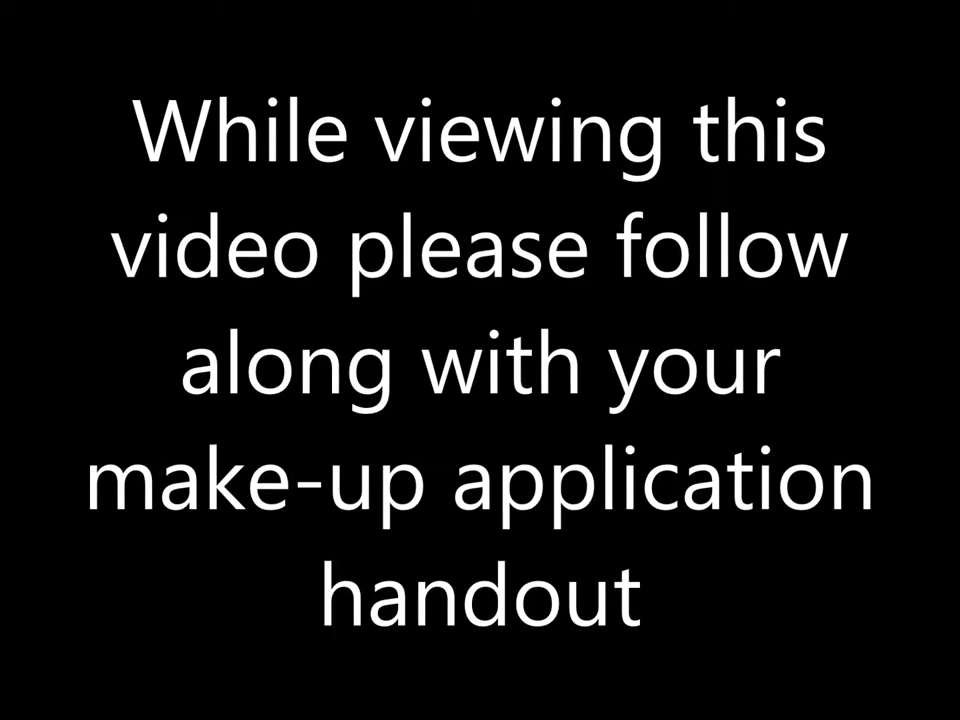 While viewing this
video please follow
along with your
make-up application
handout